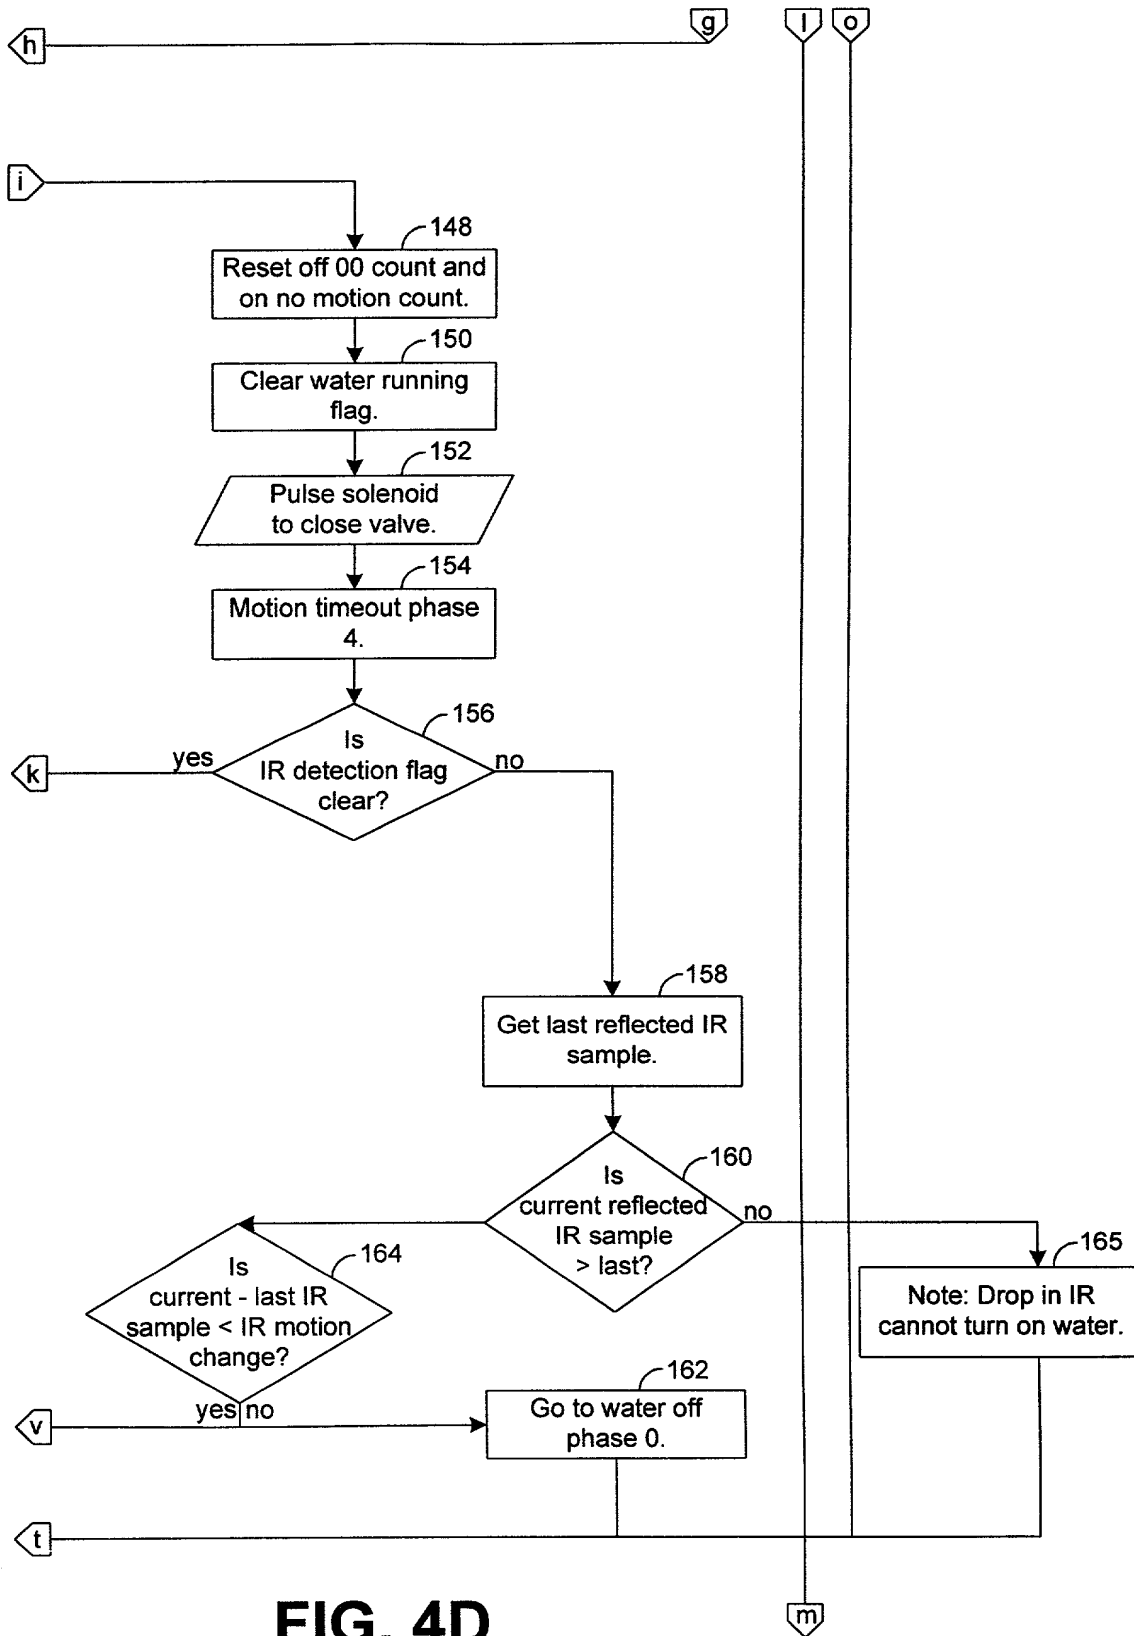 g
l
o
h
i
148
Reset off 00 count and
on no motion count.
150
Clear water running
flag.
152
Pulse solenoid
to close valve.
154
Motion timeout phase
4.
156
Is
IR detection flag
clear?
yes
no
k
158
Get last reflected IR
sample.
160
Is
current reflected
IR sample
> last?
no
164
Is
current - last IR
sample < IR motion
change?
165
Note: Drop in IR
cannot turn on water.
yes
no
v
162
Go to water off
phase 0.
t
m
FIG. 4D